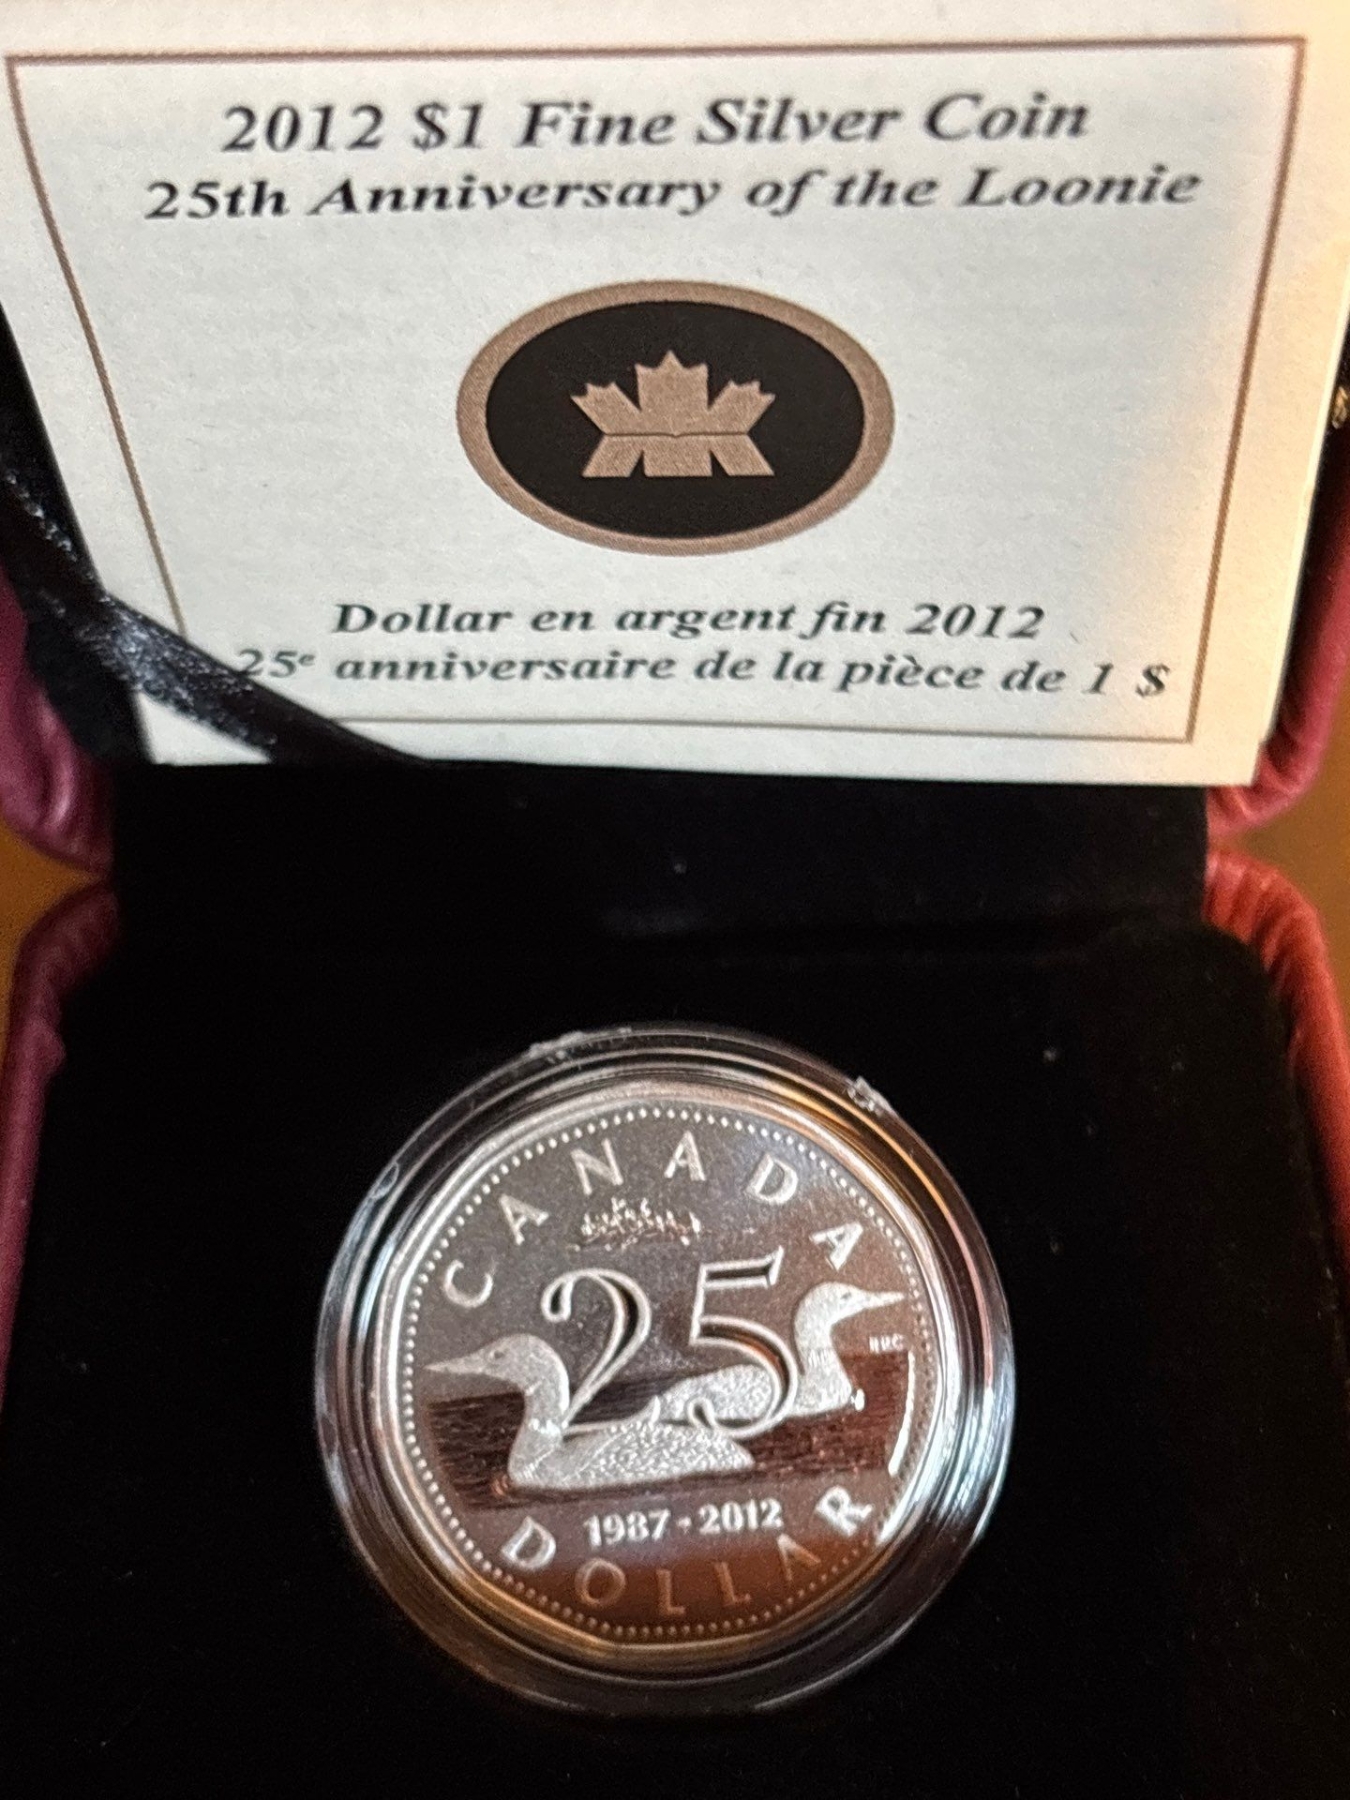 2012 $1 Fine Silver Coin
25th Anniversary of the Loonie
Dollar en argent fin 2012
25e anniversaire de la pièce de 1 $
CANADA
25
1987 - 2012
DOLLAR